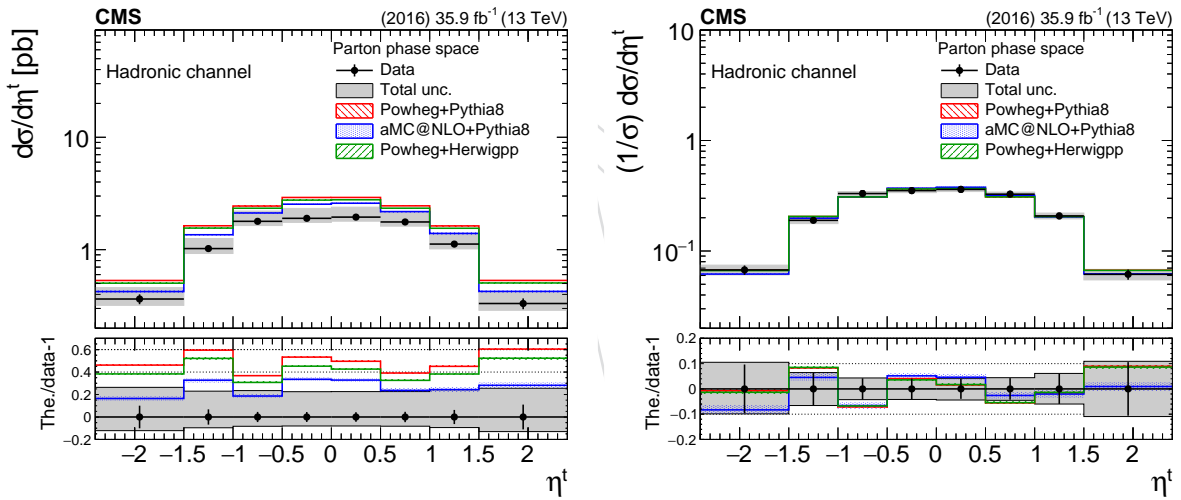 CMS (2016) 35.9 fb⁻¹ (13 TeV)
dσ/dηᵗ [pb]
Hadronic channel
Parton phase space
Data
Total unc.
Powheg+Pythia8
aMC@NLO+Pythia8
Powheg+Herwigpp
10
1
The./data-1
0.6
0.4
0.2
0
−0.2
−2 −1.5 −1 −0.5 0 0.5 1 1.5 2
ηᵗ
CMS (2016) 35.9 fb⁻¹ (13 TeV)
(1/σ) dσ/dηᵗ
Hadronic channel
Parton phase space
Data
Total unc.
Powheg+Pythia8
aMC@NLO+Pythia8
Powheg+Herwigpp
10
1
10⁻¹
The./data-1
0.2
0.1
0
−0.1
−0.2
−2 −1.5 −1 −0.5 0 0.5 1 1.5 2
ηᵗ